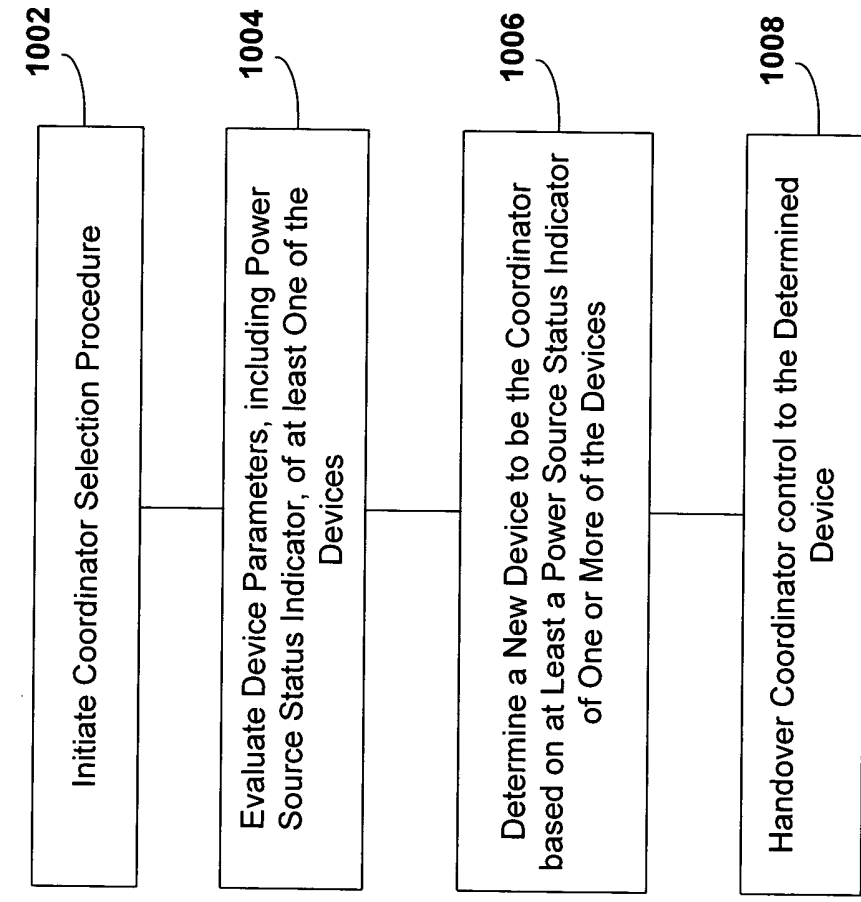 1002
Initiate Coordinator Selection Procedure
1004
Evaluate Device Parameters, including Power
Source Status Indicator, of at least One of the
Devices
1006
Determine a New Device to be the Coordinator
based on at Least a Power Source Status Indicator
of One or More of the Devices
1008
Handover Coordinator control to the Determined
Device